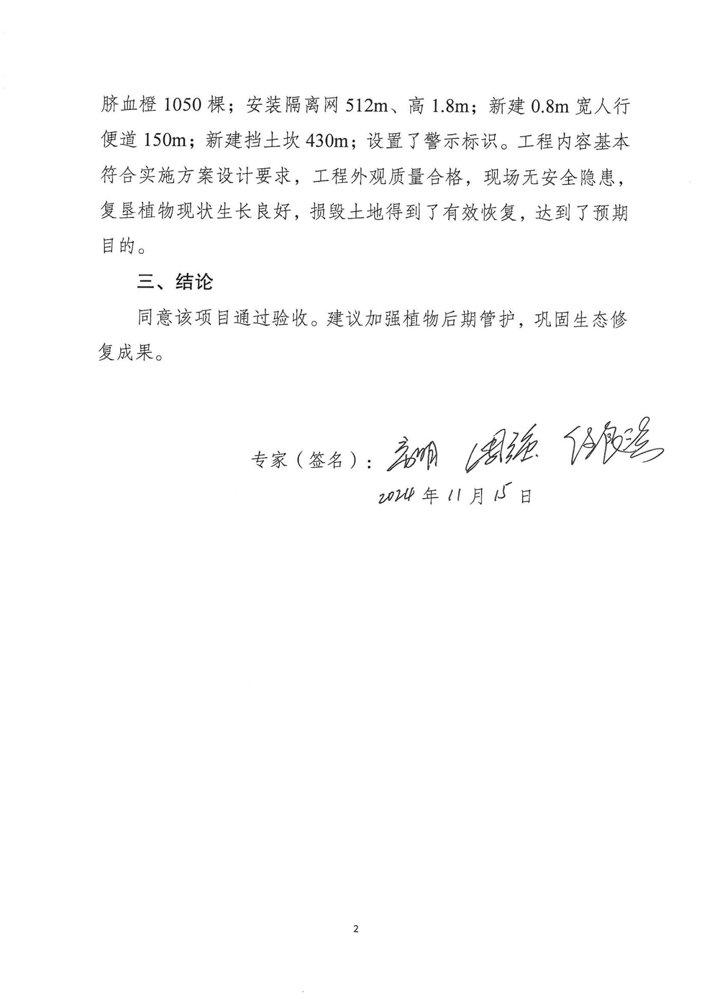 脐血橙 1050 棵；安装隔离网 512m、高 1.8m；新建 0.8m 宽人行
便道 150m；新建挡土坎 430m；设置了警示标识。工程内容基本
符合实施方案设计要求，工程外观质量合格，现场无安全隐患，
复垦植物现状生长良好，损毁土地得到了有效恢复，达到了预期
目的。
三、结论
同意该项目通过验收。建议加强植物后期管护，巩固生态修
复成果。
专家（签名）：高明 周强
2024 年 11 月 15 日
2